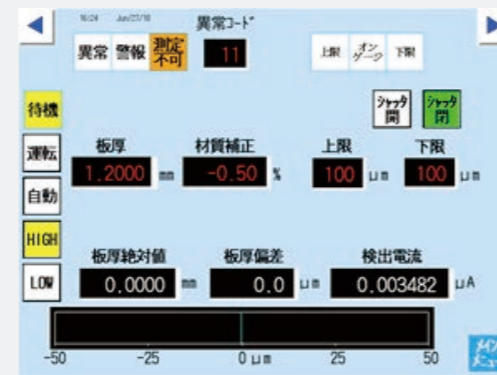 16:24 Jan/27/10 異常コード
異常 警報 測定不可 11 上限 オンゲージ 下限
シャッタ開 シャッタ閉
待機
運転 板厚 材質補正 上限 下限
1.2000 mm -0.50 % 100 μm 100 μm
自動
HIGH
板厚絶対値 板厚偏差 検出電流
LOW 0.0000 mm 0.0 μm 0.003482 μA
-50 -25 0 μm 25 50
メインメニュー